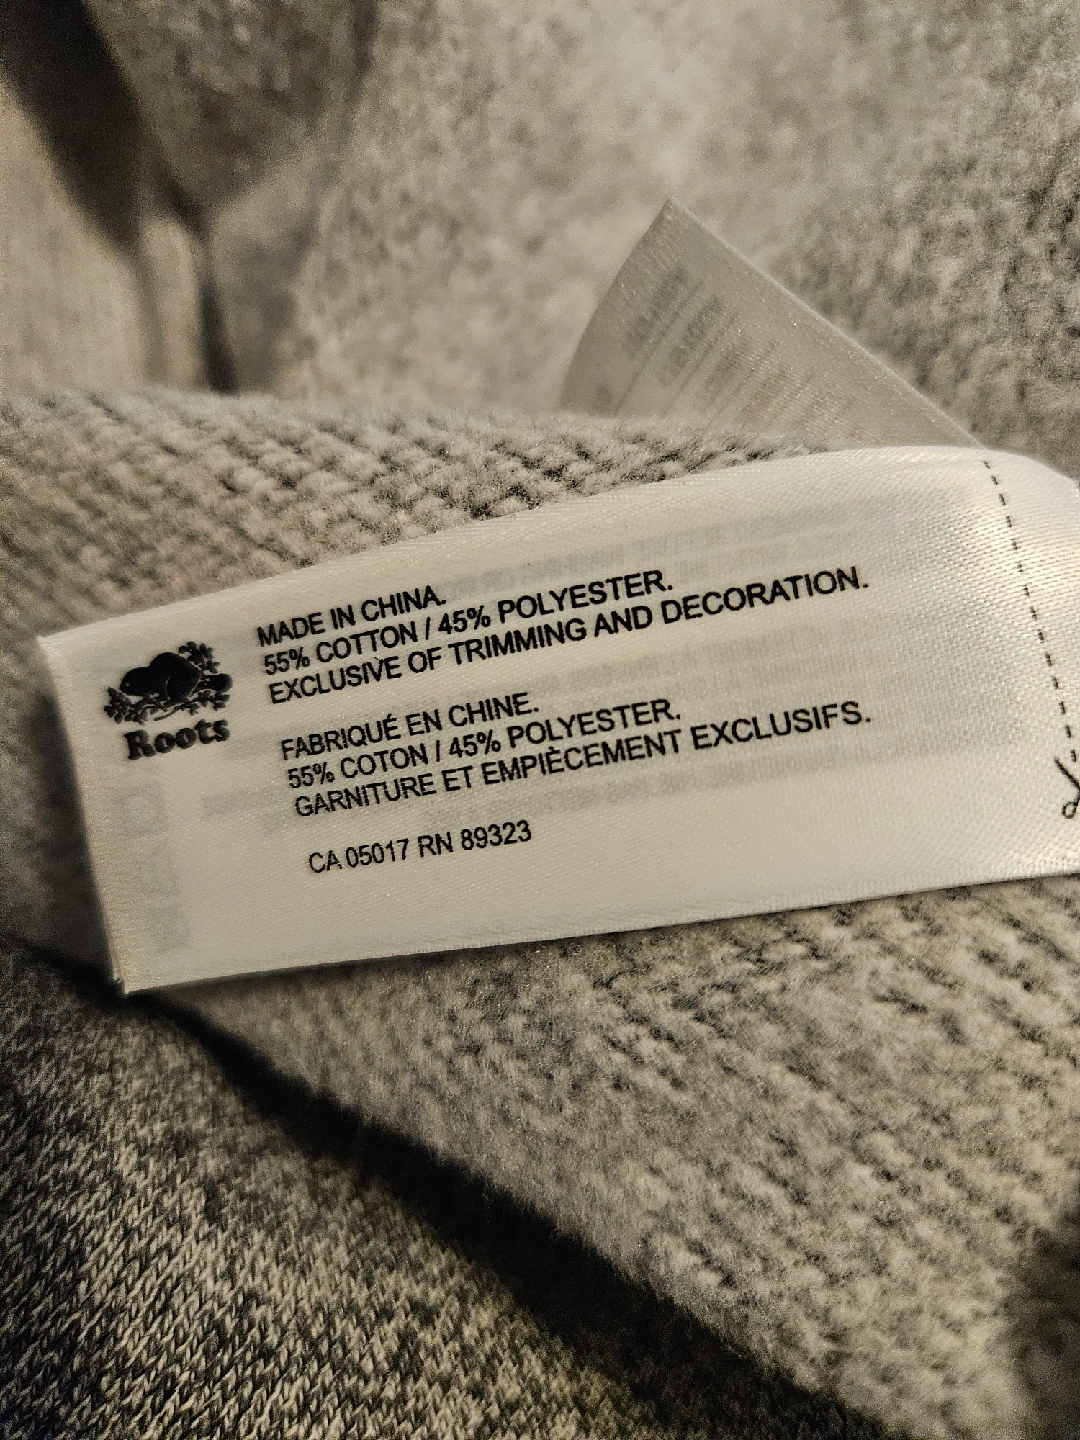 MADE IN CHINA.
55% COTTON / 45% POLYESTER.
EXCLUSIVE OF TRIMMING AND DECORATION.
Roots
FABRIQUÉ EN CHINE.
55% COTON / 45% POLYESTER.
GARNITURE ET EMPIÈCEMENT EXCLUSIFS.
CA 05017 RN 89323